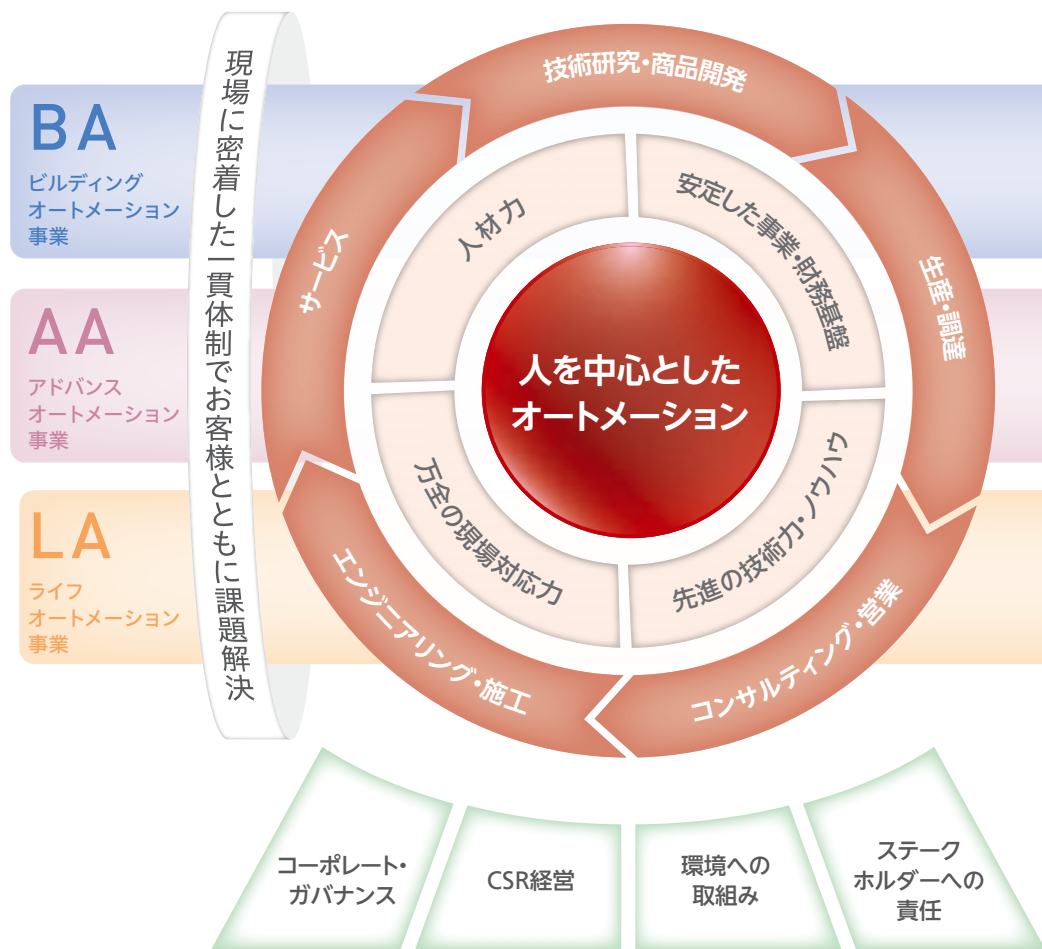 BA
ビルディング
オートメーション
事業
AA
アドバンス
オートメーション
事業
LA
ライフ
オートメーション
事業
現場に密着した一貫体制でお客様とともに課題解決
技術研究・商品開発
生産・調達
コンサルティング・営業
エンジニアリング・施工
サービス
人材力
安定した事業・財務基盤
先進の技術力・ノウハウ
万全の現場対応力
人を中心とした
オートメーション
コーポレート・
ガバナンス
CSR経営
環境への
取組み
ステーク
ホルダーへの
責任